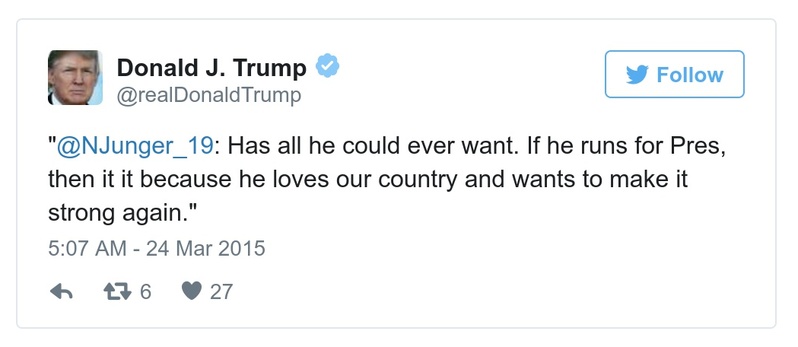 Donald J. Trump
@realDonaldTrump
Follow
"@NJunger_19: Has all he could ever want. If he runs for Pres,
then it it because he loves our country and wants to make it
strong again."
5:07 AM - 24 Mar 2015
6 27